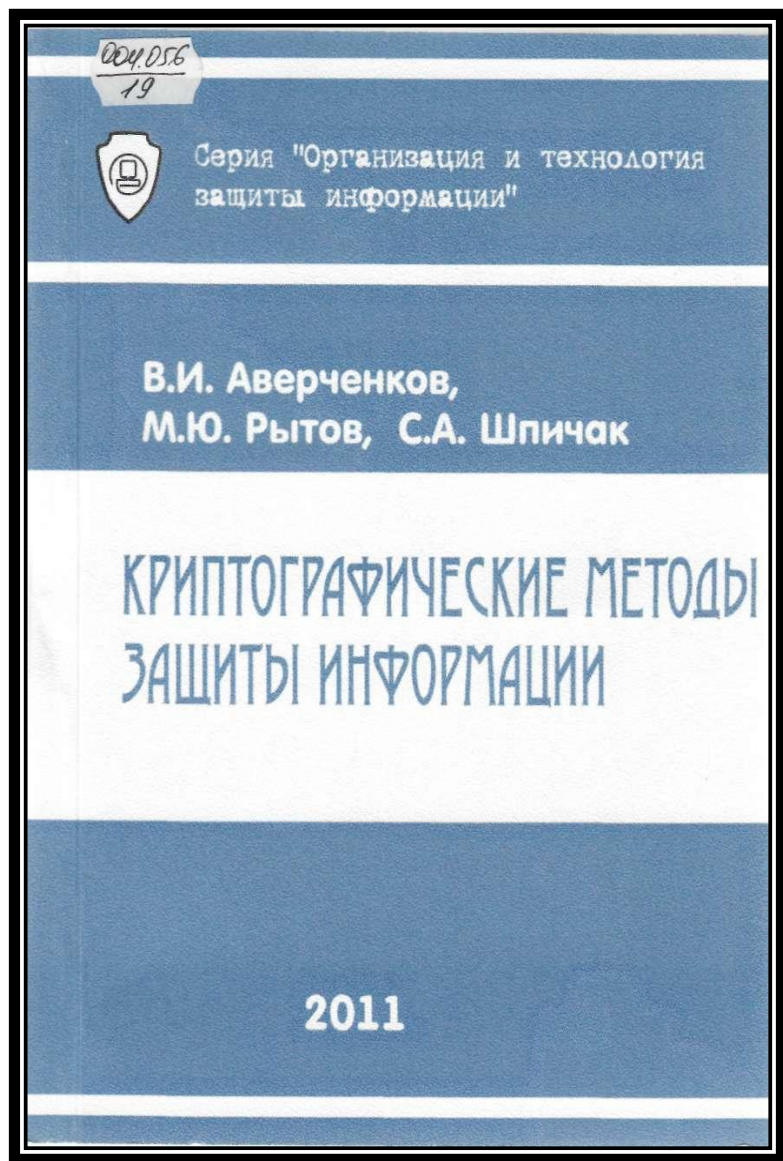 004.056
19
Серия "Организация и технология
защиты информации"
В.И. Аверченков,
М.Ю. Рытов, С.А. Шпичак
КРИПТОГРАФИЧЕСКИЕ МЕТОДЫ
ЗАЩИТЫ ИНФОРМАЦИИ
2011